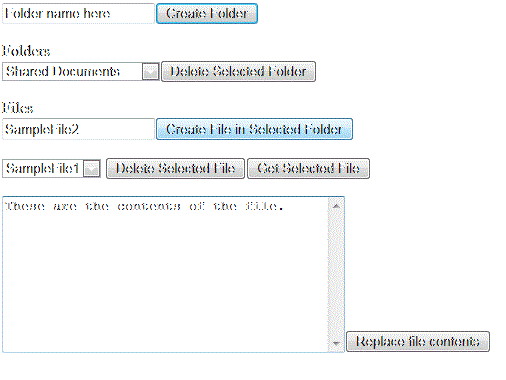 Folder name here Create Folder
Folders
Shared Documents Delete Selected Folder
Files
SampleFile2 Create File in Selected Folder
SampleFile1 Delete Selected File Get Selected File
These are the contents of the file.
Replace file contents